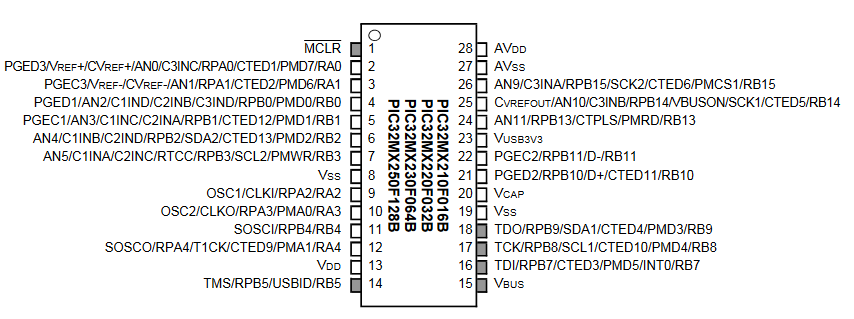 MCLR 1
PGED3/VREF+/CVREF+/AN0/C3INC/RPA0/CTED1/PMD7/RA0 2
PGEC3/VREF-/CVREF-/AN1/RPA1/CTED2/PMD6/RA1 3
PGED1/AN2/C1IND/C2INB/C3IND/RPB0/PMD0/RB0 4
PGEC1/AN3/C1INC/C2INA/RPB1/CTED12/PMD1/RB1 5
AN4/C1INB/C2IND/RPB2/SDA2/CTED13/PMD2/RB2 6
AN5/C1INA/C2INC/RTCC/RPB3/SCL2/PMWR/RB3 7
VSS 8
OSC1/CLKI/RPA2/RA2 9
OSC2/CLKO/RPA3/PMA0/RA3 10
SOSCI/RPB4/RB4 11
SOSCO/RPA4/T1CK/CTED9/PMA1/RA4 12
VDD 13
TMS/RPB5/USBID/RB5 14
PIC32MX210F016B
PIC32MX220F032B
PIC32MX230F064B
PIC32MX250F128B
28 AVDD
27 AVSS
26 AN9/C3INA/RPB15/SCK2/CTED6/PMCS1/RB15
25 CVREFOUT/AN10/C3INB/RPB14/VBUSON/SCK1/CTED5/RB14
24 AN11/RPB13/CTPLS/PMRD/RB13
23 VUSB3V3
22 PGEC2/RPB11/D-/RB11
21 PGED2/RPB10/D+/CTED11/RB10
20 VCAP
19 VSS
18 TDO/RPB9/SDA1/CTED4/PMD3/RB9
17 TCK/RPB8/SCL1/CTED10/PMD4/RB8
16 TDI/RPB7/CTED3/PMD5/INT0/RB7
15 VBUS